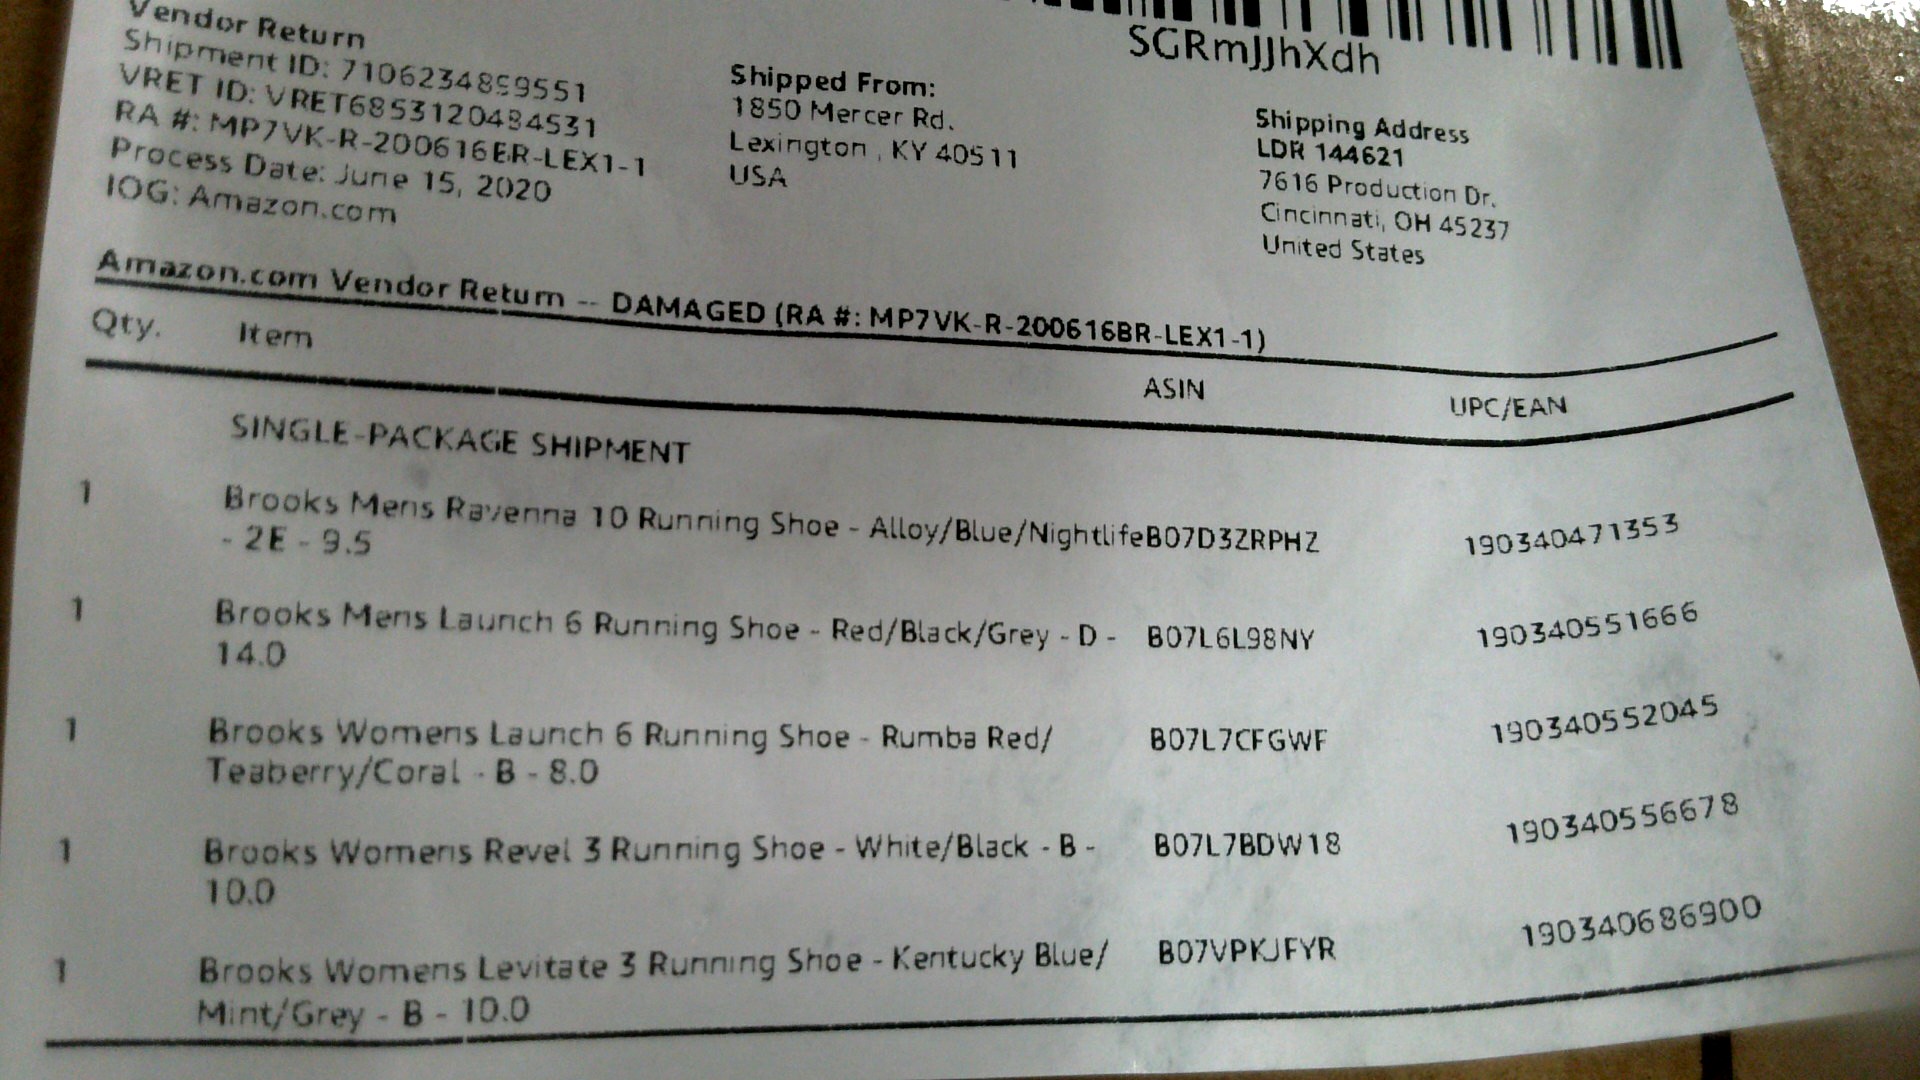 Vendor Return
Shipment ID: 7106234859551
VRET ID: VRET6853120484531
RA #: MP7VK-R-200616BR-LEX1-1
Process Date: June 15, 2020
IOG: Amazon.com
Shipped From:
1850 Mercer Rd.
Lexington , KY 40511
USA
SGRmJJhXdh
Shipping Address
LDR 144621
7616 Production Dr.
Cincinnati, OH 45237
United States
Amazon.com Vendor Return -- DAMAGED (RA #: MP7VK-R-200616BR-LEX1-1)
Qty. Item ASIN UPC/EAN
SINGLE-PACKAGE SHIPMENT
1 Brooks Mens Ravenna 10 Running Shoe - Alloy/Blue/Nightlife B07D3ZRPHZ 190340471353
- 2E - 9.5
1 Brooks Mens Launch 6 Running Shoe - Red/Black/Grey - D - B07L6L98NY 190340551666
14.0
1 Brooks Womens Launch 6 Running Shoe - Rumba Red/ B07L7CFGWF 190340552045
Teaberry/Coral - B - 8.0
1 Brooks Womens Revel 3 Running Shoe - White/Black - B - B07L7BDW18 190340556678
10.0
1 Brooks Womens Levitate 3 Running Shoe - Kentucky Blue/ B07VPKJFYR 190340686900
Mint/Grey - B - 10.0